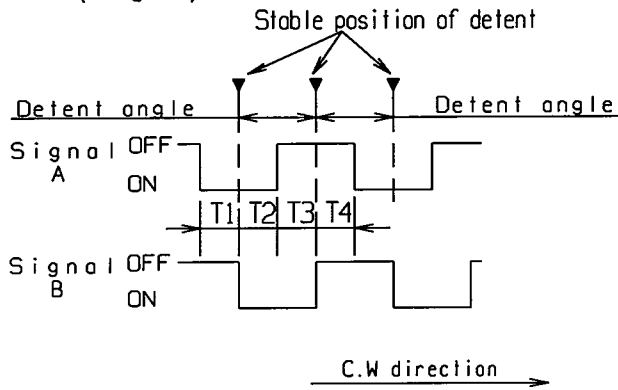 Stable position of detent
Detent angle Detent angle
Signal A OFF
ON
T1 T2 T3 T4
Signal B OFF
ON
C.W direction